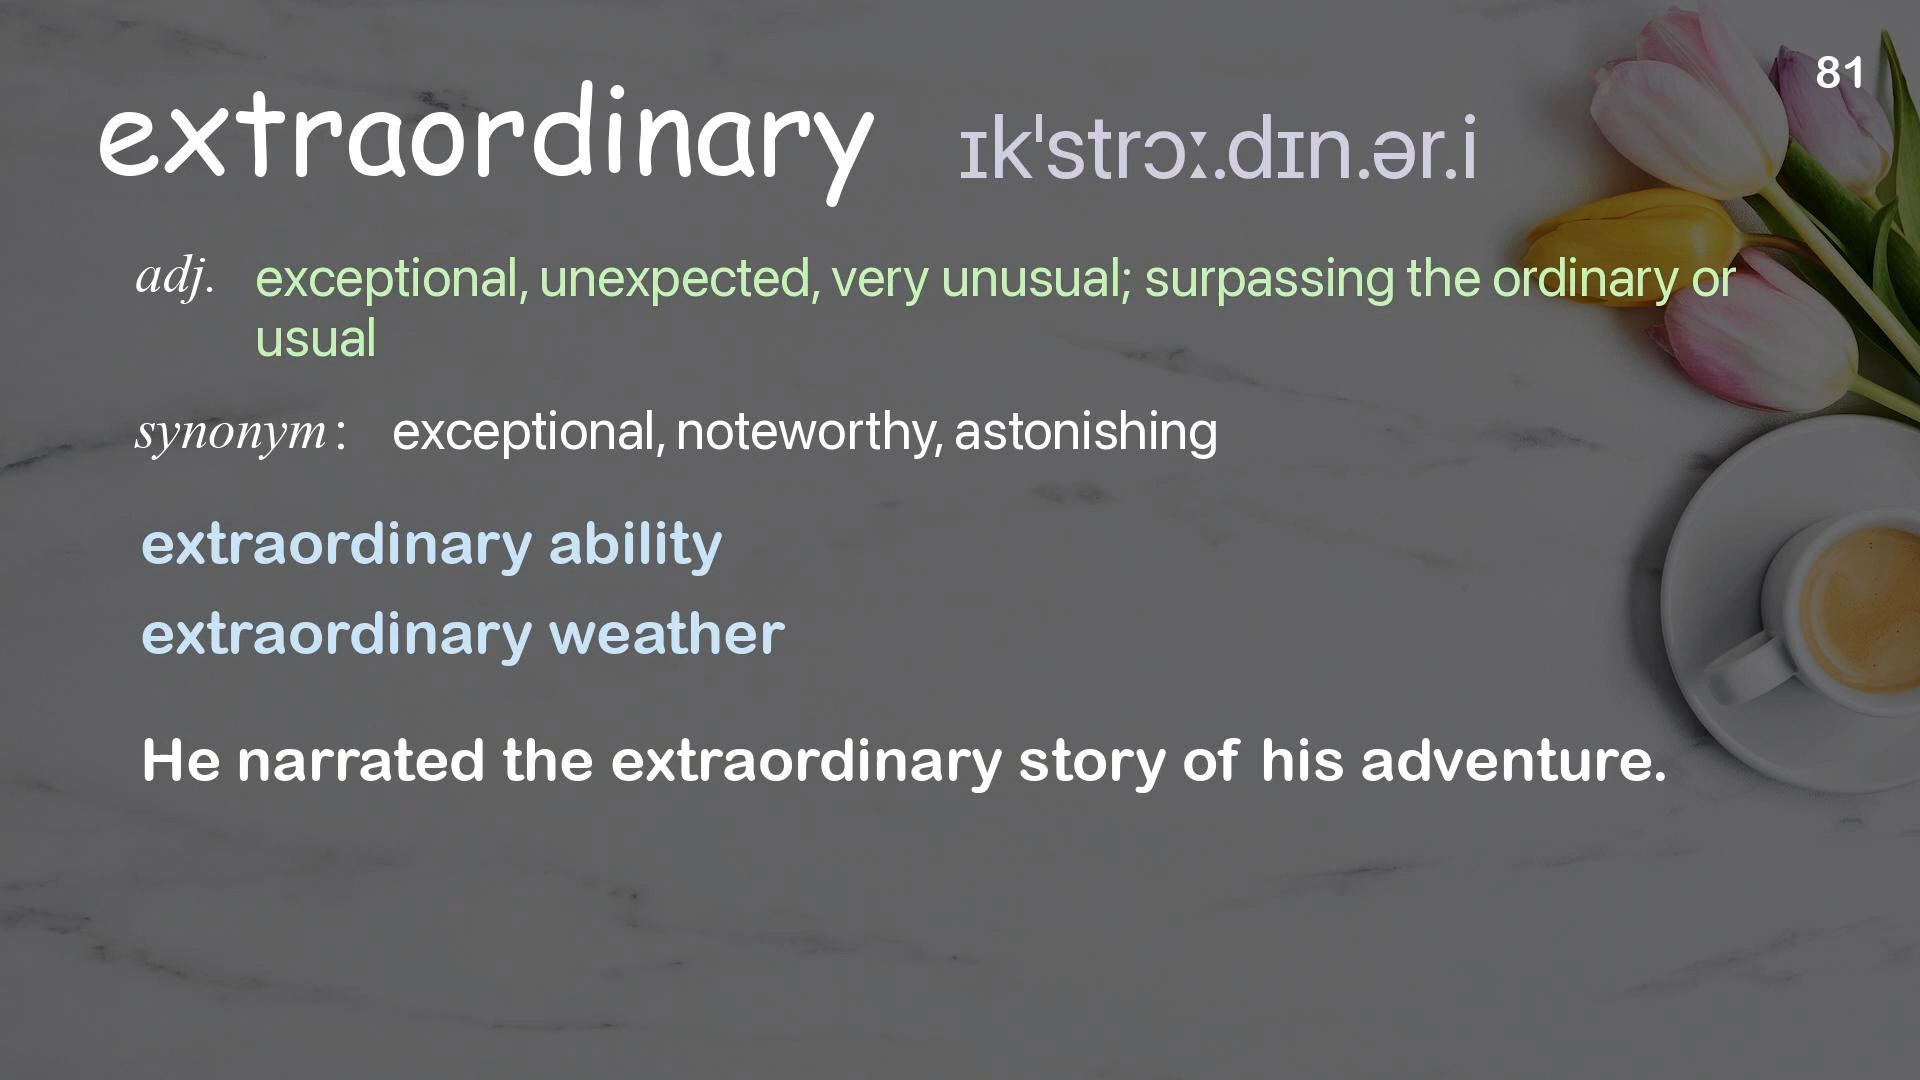 81
extraordinary ɪkˈstrɔː.dɪn.ər.i
adj. exceptional, unexpected, very unusual; surpassing the ordinary or
usual
synonym: exceptional, noteworthy, astonishing
extraordinary ability
extraordinary weather
He narrated the extraordinary story of his adventure.